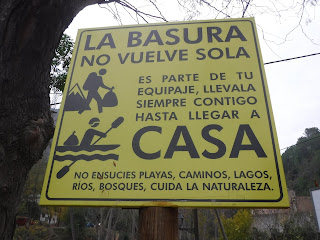 LA BASURA
NO VUELVE SOLA
ES PARTE DE TU
EQUIPAJE, LLEVALA
SIEMPRE CONTIGO
HASTA LLEGAR A
CASA
NO ENSUCIES PLAYAS, CAMINOS, LAGOS,
RÍOS, BOSQUES, CUIDA LA NATURALEZA.